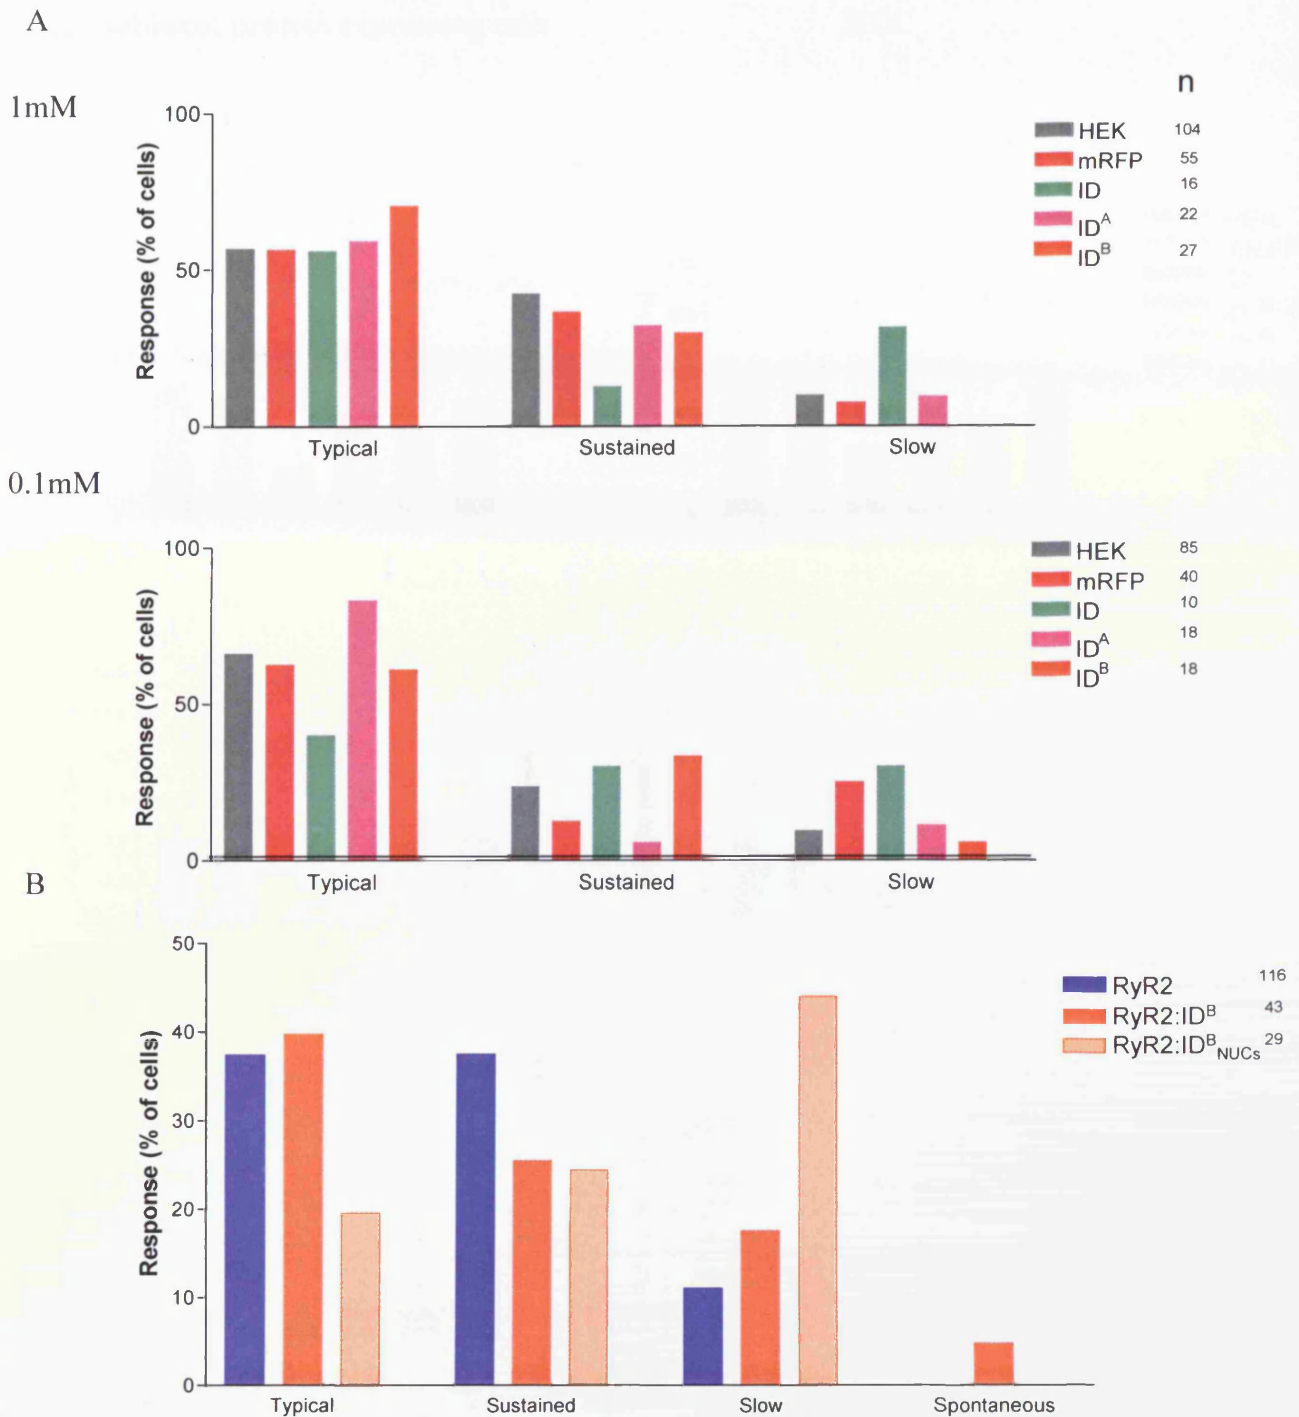 A
1mM
n
100
50
0
Response (% of cells)
HEK 104
mRFP 55
ID 16
ID^A 22
ID^B 27
Typical Sustained Slow
0.1mM
100
50
0
Response (% of cells)
HEK 85
mRFP 40
ID 10
ID^A 18
ID^B 18
Typical Sustained Slow
B
50
40
30
20
10
0
Response (% of cells)
RyR2 116
RyR2:ID^B 43
RyR2:ID^B NUCs 29
Typical Sustained Slow Spontaneous